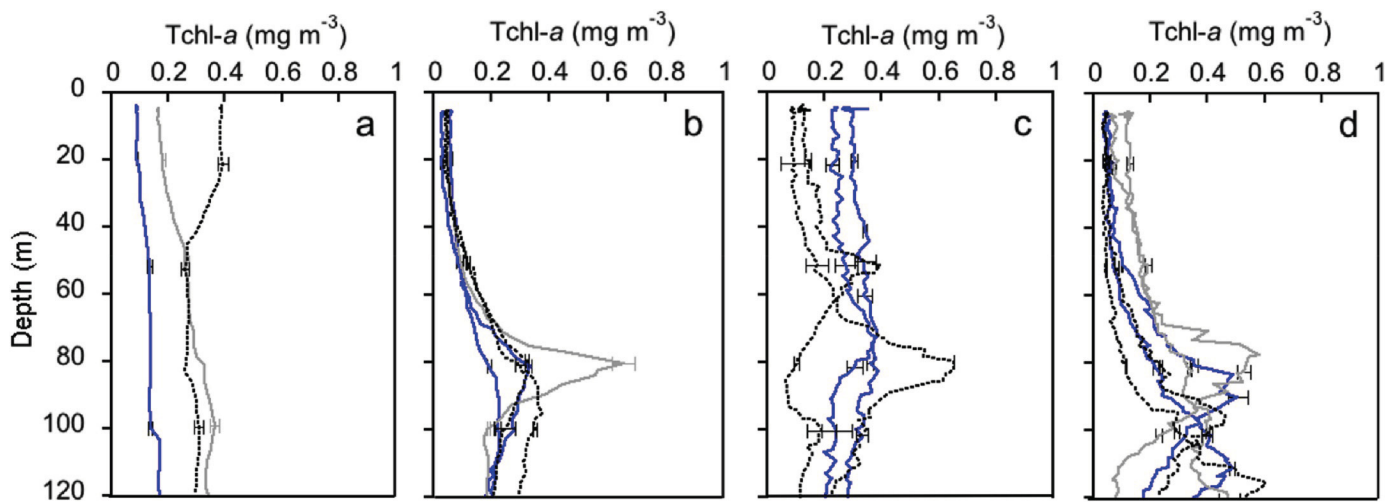 Tchl-a (mg m⁻³) Tchl-a (mg m⁻³) Tchl-a (mg m⁻³) Tchl-a (mg m⁻³)
0 0.2 0.4 0.6 0.8 1 0 0.2 0.4 0.6 0.8 1 0 0.2 0.4 0.6 0.8 1 0 0.2 0.4 0.6 0.8 1
0
a b c d
20
40
60
80
100
120
Depth (m)